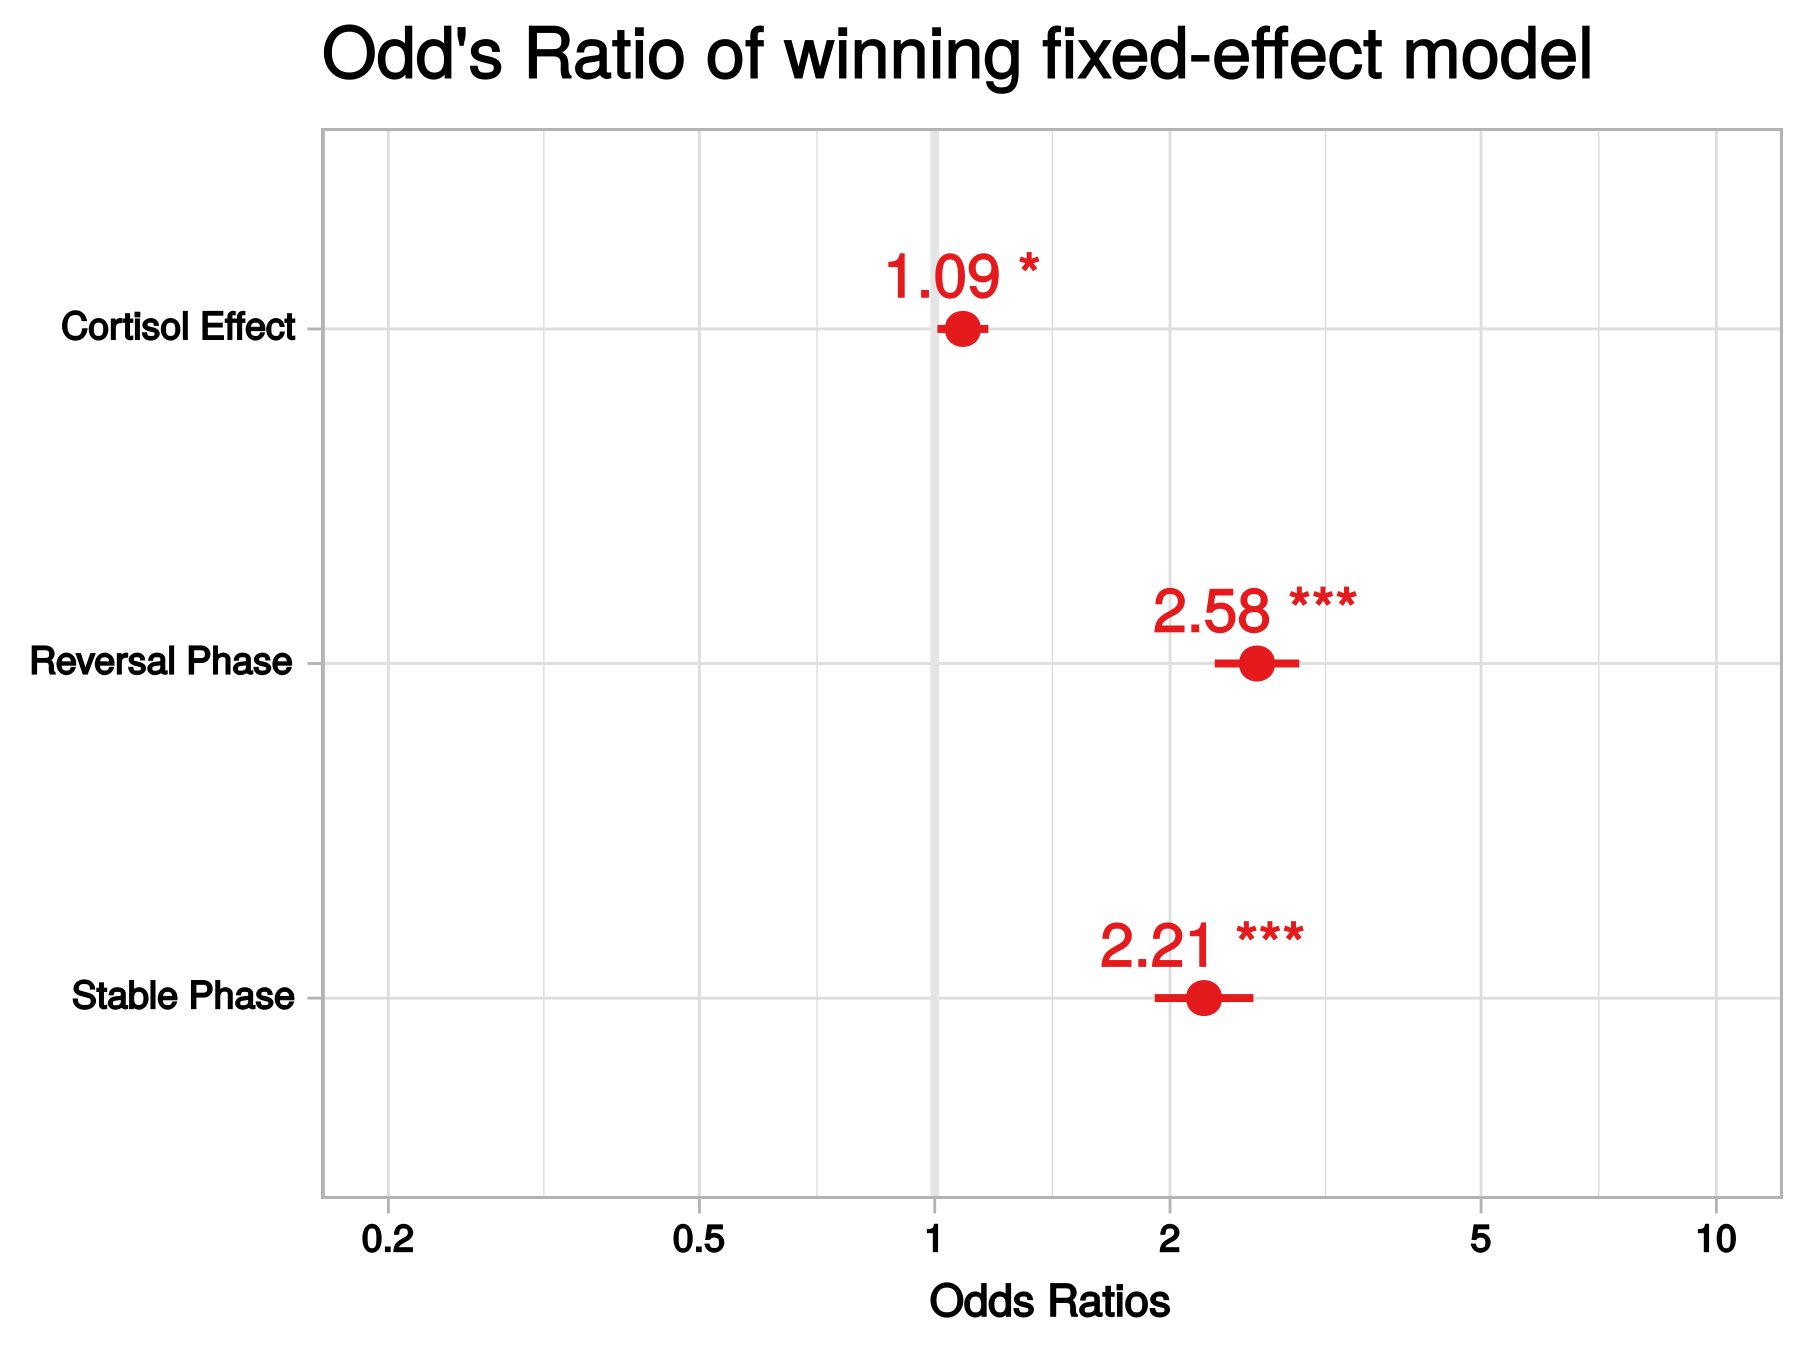 Odd's Ratio of winning fixed-effect model
1.09 *
Cortisol Effect
2.58 ***
Reversal Phase
2.21 ***
Stable Phase
0.2 0.5 1 2 5 10
Odds Ratios